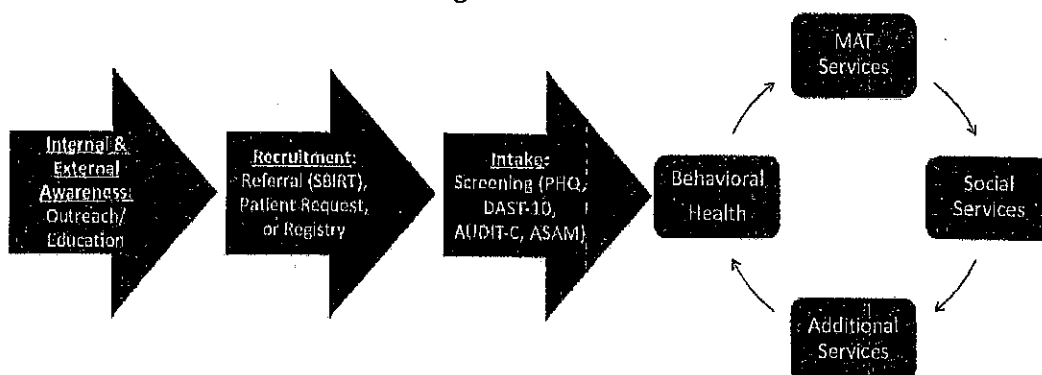 Internal &
External
Awareness:
Outreach/
Education
Recruitment:
Referral (SBIRT),
Patient Request,
or Registry
Intake:
Screening (PHQ,
DAST-10,
AUDIT-C, ASAM)
Behavioral
Health
MAT
Services
Social
Services
Additional
Services